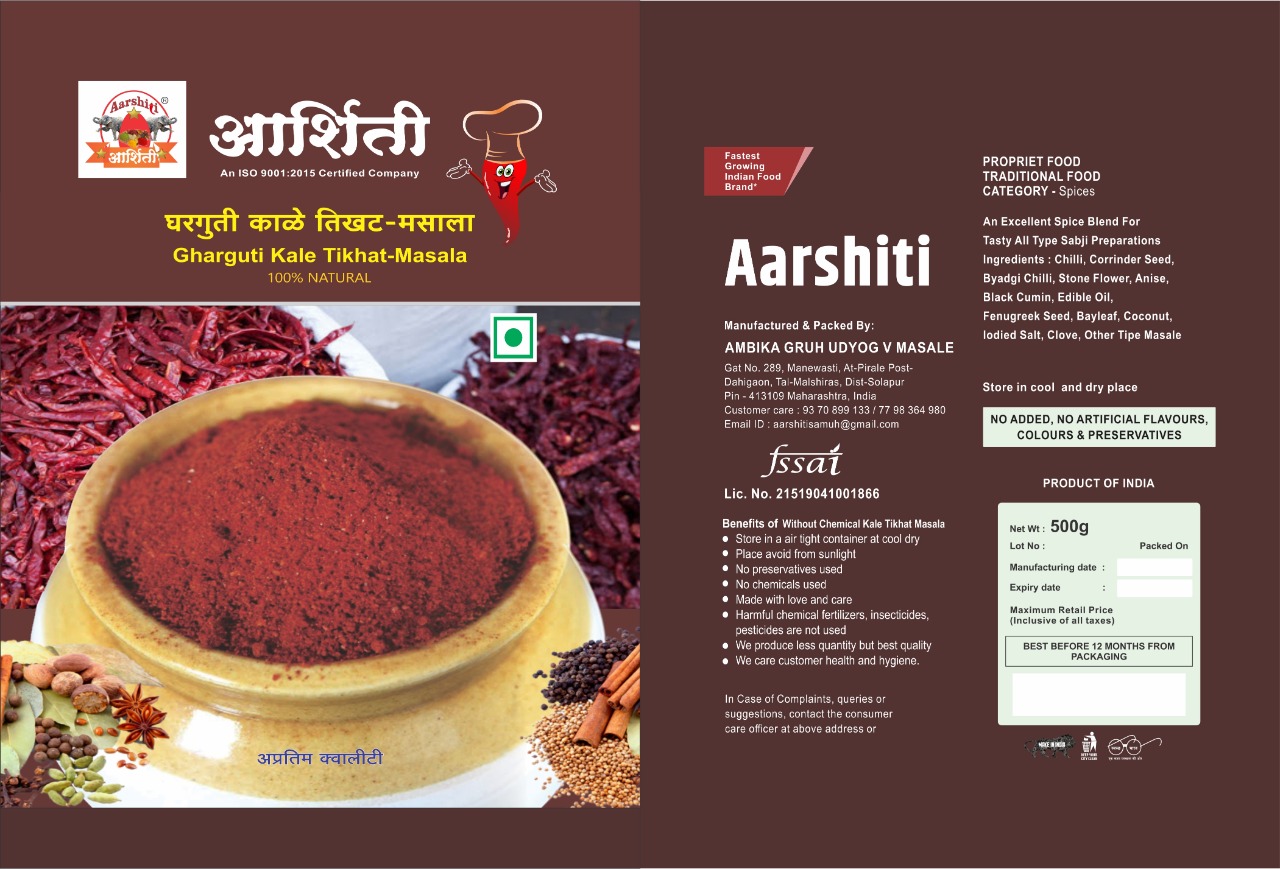 Aarshiti®
आर्शिती
आर्शिती
An ISO 9001:2015 Certified Company
घरगुती काळे तिखट-मसाला
Gharguti Kale Tikhat-Masala
100% NATURAL
अप्रतिम क्वालीटी
Fastest
Growing
Indian Food
Brand*
Aarshiti
Manufactured & Packed By:
AMBIKA GRUH UDYOG V MASALE
Gat No. 289, Manewasti, At-Pirale Post-
Dahigaon, Tal-Malshiras, Dist-Solapur
Pin - 413109 Maharashtra, India
Customer care : 93 70 899 133 / 77 98 364 980
Email ID : aarshitisamuh@gmail.com
fssai
Lic. No. 21519041001866
Benefits of Without Chemical Kale Tikhat Masala
● Store in a air tight container at cool dry
● Place avoid from sunlight
● No preservatives used
● No chemicals used
● Made with love and care
● Harmful chemical fertilizers, insecticides,
pesticides are not used
● We produce less quantity but best quality
● We care customer health and hygiene.
In Case of Complaints, queries or
suggestions, contact the consumer
care officer at above address or
PROPRIET FOOD
TRADITIONAL FOOD
CATEGORY - Spices
An Excellent Spice Blend For
Tasty All Type Sabji Preparations
Ingredients : Chilli, Corrinder Seed,
Byadgi Chilli, Stone Flower, Anise,
Black Cumin, Edible Oil,
Fenugreek Seed, Bayleaf, Coconut,
Iodied Salt, Clove, Other Tipe Masale
Store in cool and dry place
NO ADDED, NO ARTIFICIAL FLAVOURS,
COLOURS & PRESERVATIVES
PRODUCT OF INDIA
Net Wt : 500g
Lot No : Packed On
Manufacturing date :
Expiry date :
Maximum Retail Price
(Inclusive of all taxes)
BEST BEFORE 12 MONTHS FROM
PACKAGING
MAKE IN INDIA
KEEP YOUR
CITY CLEAN
स्वच्छ भारत